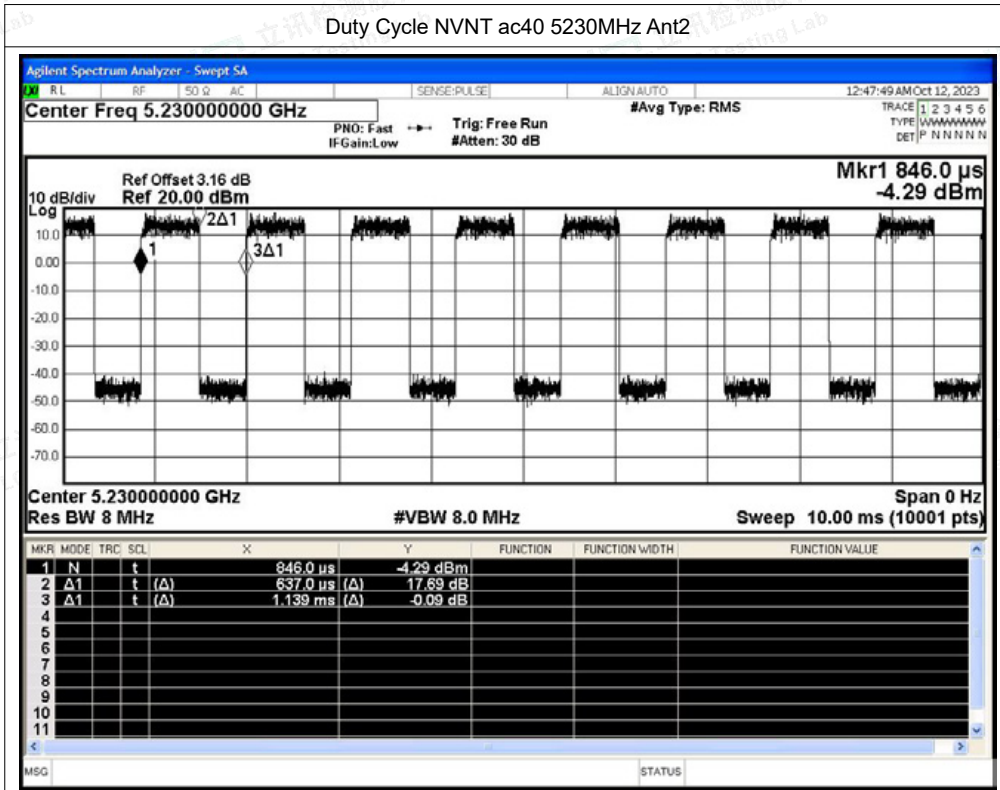 Duty Cycle NVNT ac40 5230MHz Ant2
Agilent Spectrum Analyzer - Swept SA
RL RF 50 Ω AC SENSE:PULSE ALIGN AUTO 12:47:49 AM Oct 12, 2023
Center Freq 5.230000000 GHz #Avg Type: RMS TRACE 1 2 3 4 5 6
PNO: Fast Trig: Free Run TYPE WWWWWW
IFGain:Low #Atten: 30 dB DET P N N N N N
Mkr1 846.0 µs
Ref Offset 3.16 dB
10 dB/div Ref 20.00 dBm -4.29 dBm
Log
2Δ1
10.0
1 3Δ1
0.00
-10.0
-20.0
-30.0
-40.0
-50.0
-60.0
-70.0
Center 5.230000000 GHz Span 0 Hz
Res BW 8 MHz #VBW 8.0 MHz Sweep 10.00 ms (10001 pts)
MKR MODE TRC SCL X Y FUNCTION FUNCTION WIDTH FUNCTION VALUE
1 N t 846.0 µs -4.29 dBm
2 Δ1 t (Δ) 637.0 µs (Δ) 17.69 dB
3 Δ1 t (Δ) 1.139 ms (Δ) -0.09 dB
4
5
6
7
8
9
10
11
MSG STATUS